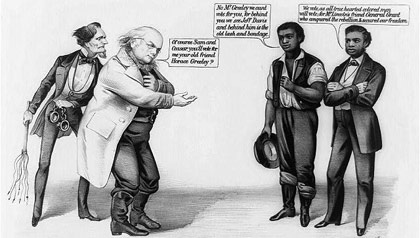 Of course Sam and
Caesar you'll vote for
me your old friend
Horace Greeley?
No Mr Greeley we cant
vote for you, for behind
you we see Jeff Davis
and behind him is the
old lash and bondage.
We vote, as all true hearted colored men
will vote; for Mr Lincoln's friend General Grant
who conquered the rebellion & secured our freedom.